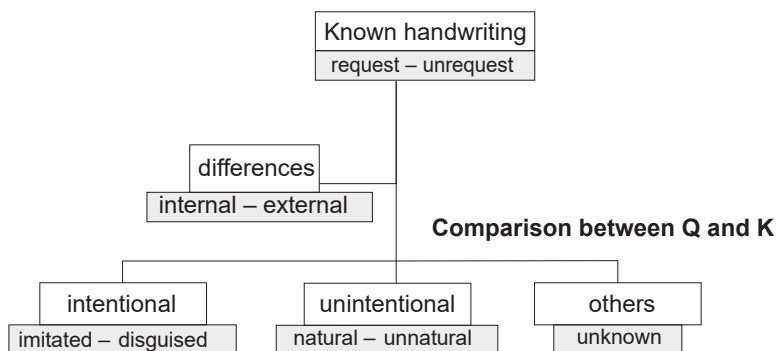 Known handwriting
request – unrequest
differences
internal – external
Comparison between Q and K
intentional
imitated – disguised
unintentional
natural – unnatural
others
unknown